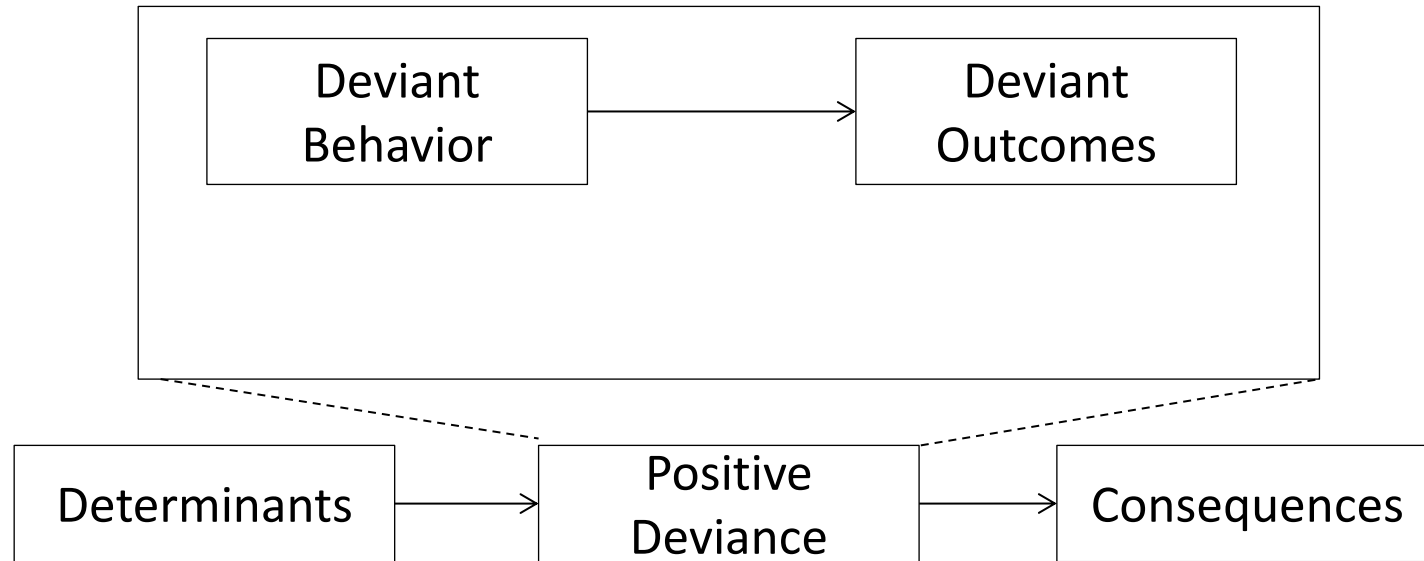 Deviant
Behavior
Deviant
Outcomes
Determinants
Positive
Deviance
Consequences